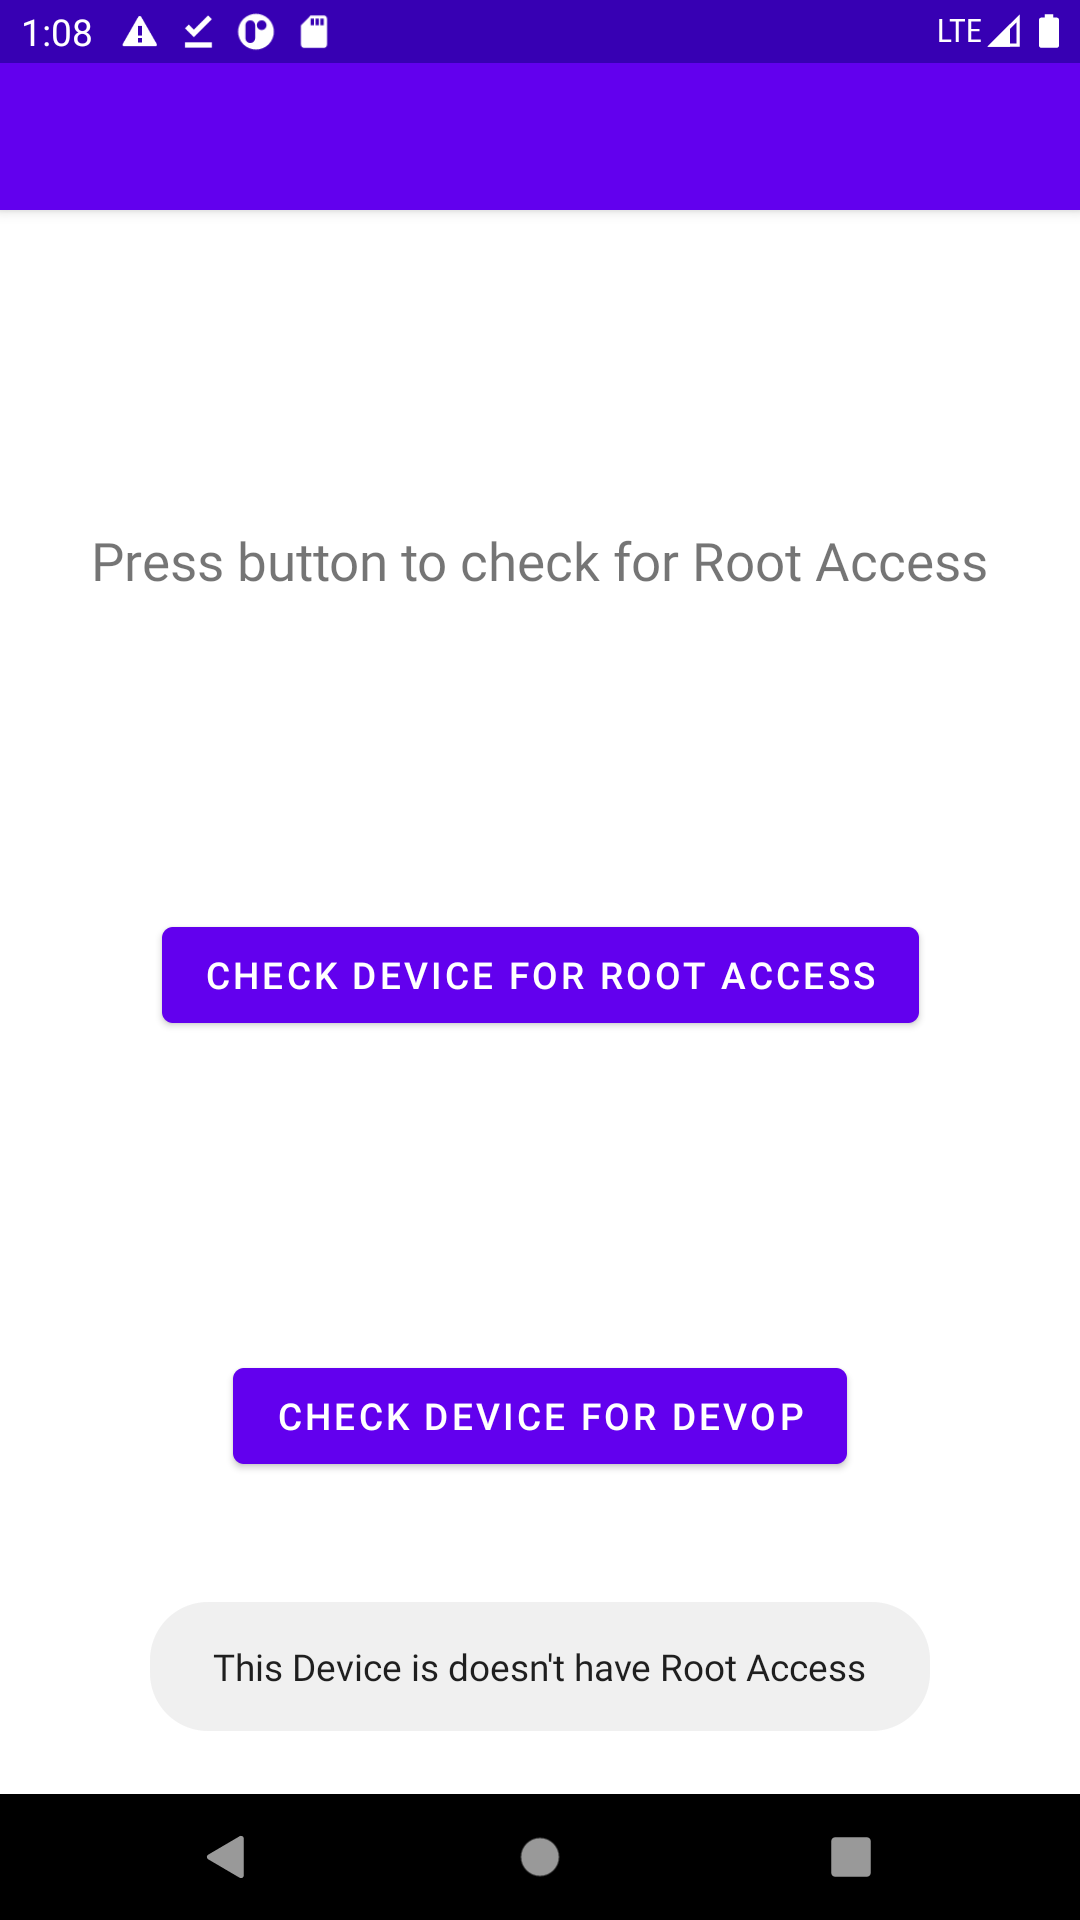 1:08 LTE
Press button to check for Root Access
CHECK DEVICE FOR ROOT ACCESS
CHECK DEVICE FOR DEVOP
This Device is doesn't have Root Access